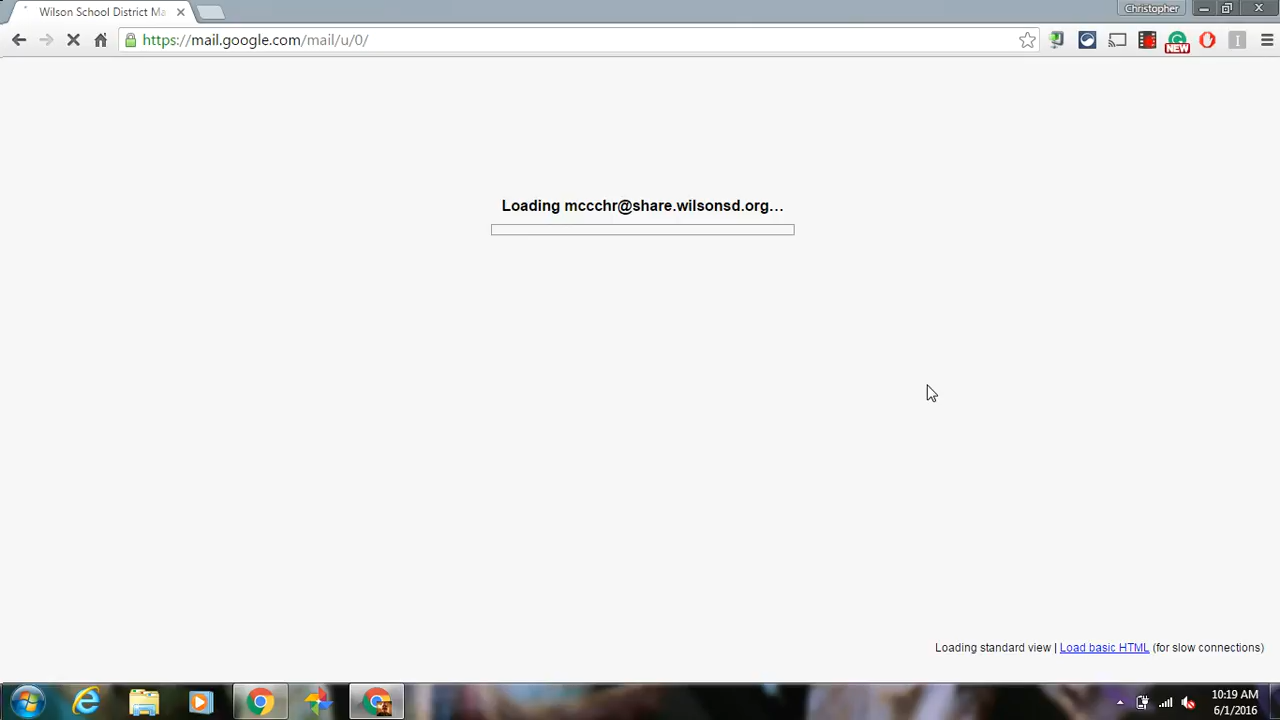 Wilson School District Ma
Christopher
https://mail.google.com/mail/u/0/
NEW
Loading mccchr@share.wilsonsd.org...
Loading standard view | Load basic HTML (for slow connections)
10:19 AM
6/1/2016